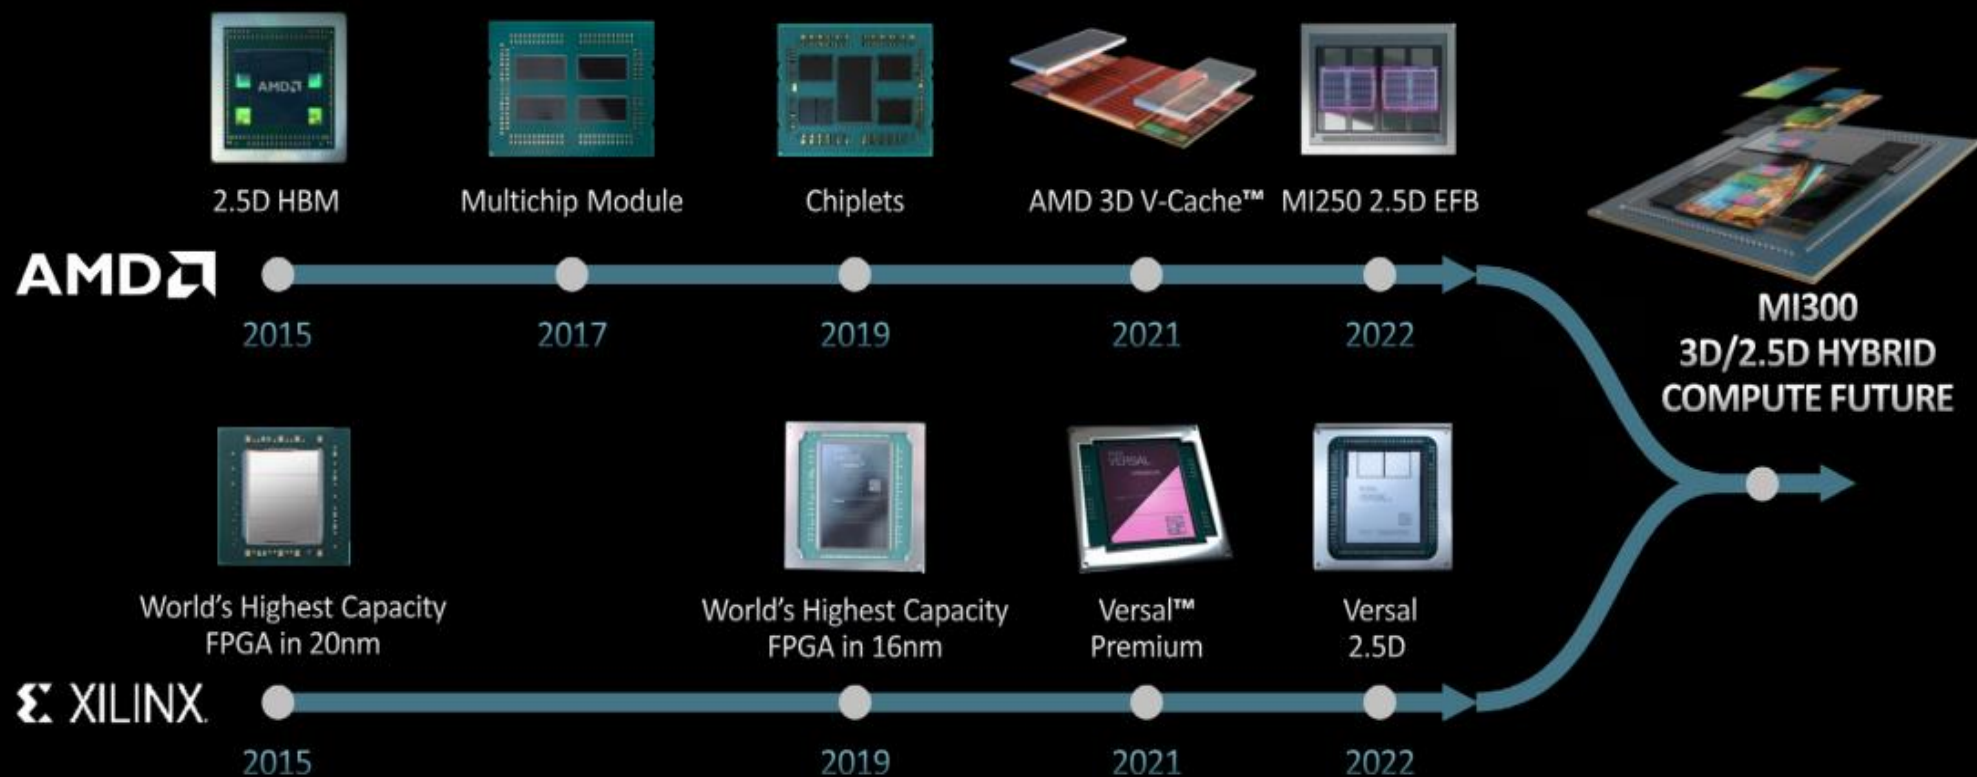 AMD
2.5D HBM
Multichip Module
Chiplets
AMD 3D V-Cache™
MI250 2.5D EFB
AMD
2015
2017
2019
2021
2022
MI300
3D/2.5D HYBRID
COMPUTE FUTURE
VERSAL
World's Highest Capacity
FPGA in 20nm
World's Highest Capacity
FPGA in 16nm
Versal™
Premium
Versal
2.5D
XILINX
2015
2019
2021
2022